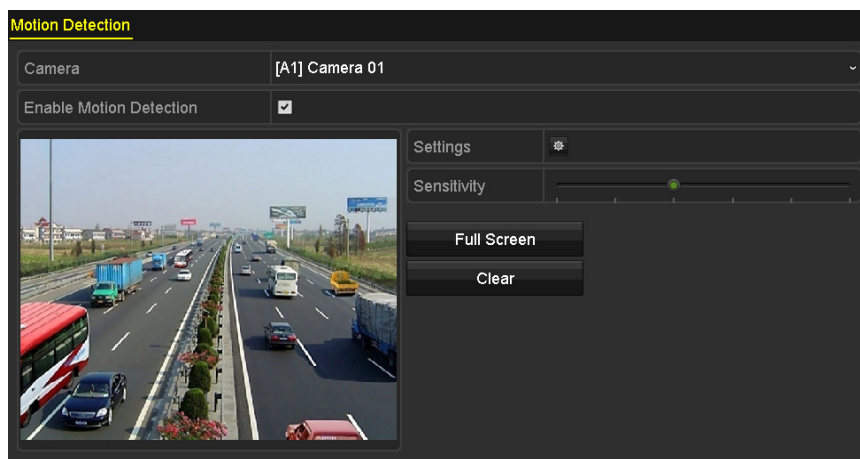 Motion Detection
Camera
[A1] Camera 01
Enable Motion Detection
Settings
Sensitivity
Full Screen
Clear